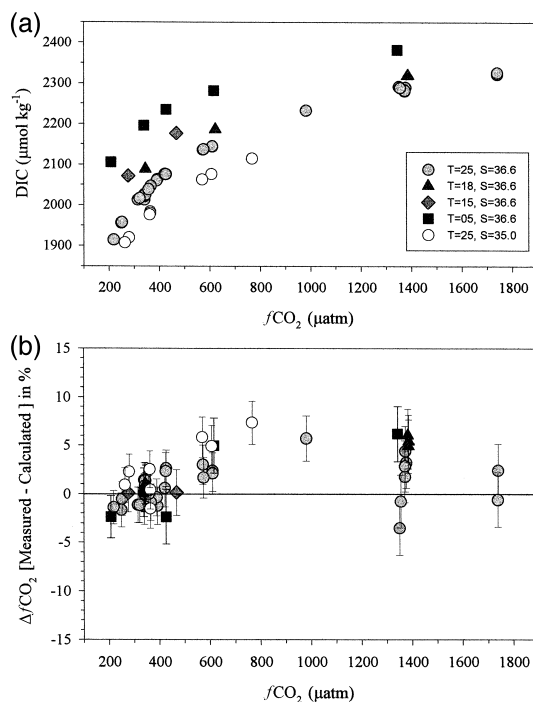 (a)
2400
2300
2200
2100
2000
1900
DIC (μmol kg⁻¹)
T=25, S=36.6
T=18, S=36.6
T=15, S=36.6
T=05, S=36.6
T=25, S=35.0
200 400 600 800 1000 1200 1400 1600 1800
fCO₂ (μatm)
(b)
15
10
5
0
-5
-10
-15
ΔfCO₂ [Measured - Calculated ] in %
200 400 600 800 1000 1200 1400 1600 1800
fCO₂ (μatm)